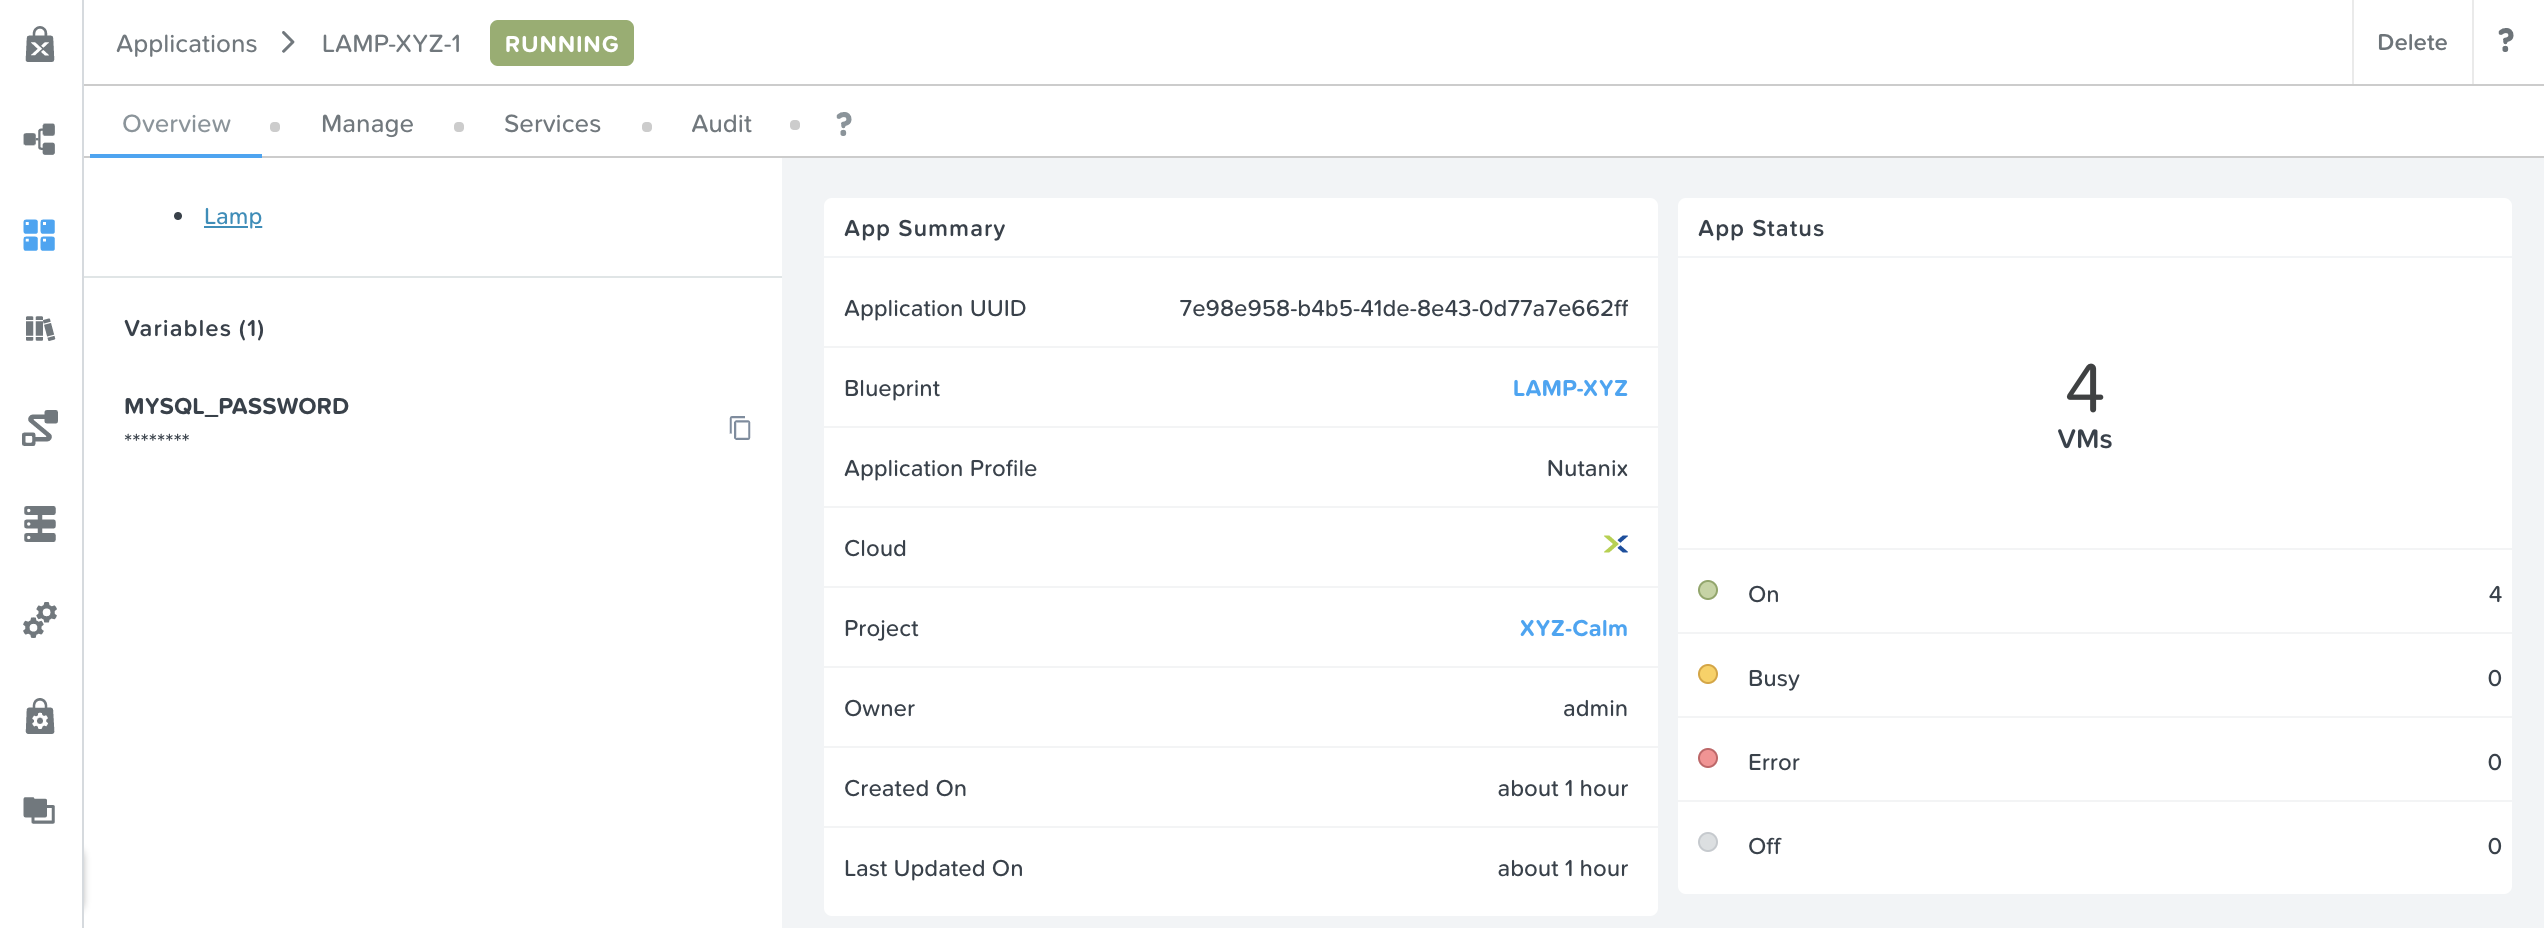 Applications > LAMP-XYZ-1 RUNNING Delete ?
Overview Manage Services Audit ?
• Lamp
Variables (1)
MYSQL_PASSWORD
********
App Summary
Application UUID 7e98e958-b4b5-41de-8e43-0d77a7e662ff
Blueprint LAMP-XYZ
Application Profile Nutanix
Cloud
Project XYZ-Calm
Owner admin
Created On about 1 hour
Last Updated On about 1 hour
App Status
4
VMs
On 4
Busy 0
Error 0
Off 0